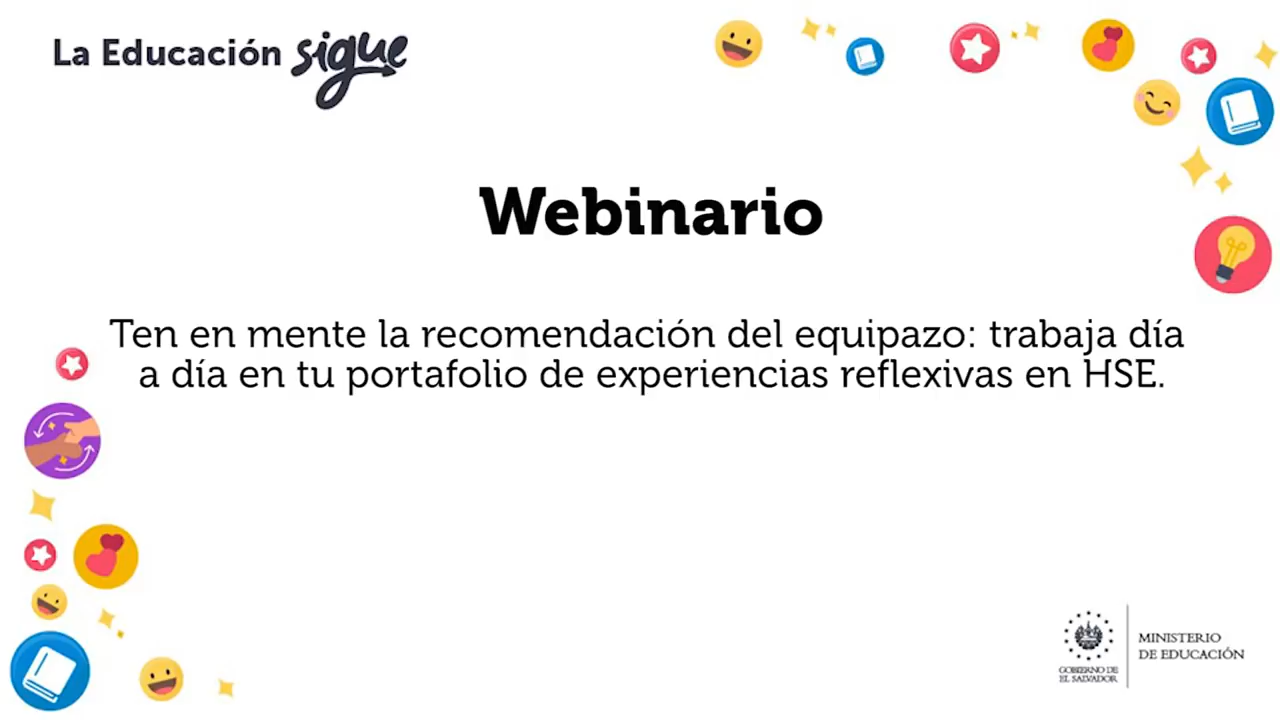 La Educación sigue
Webinario
Ten en mente la recomendación del equipazo: trabaja día
a día en tu portafolio de experiencias reflexivas en HSE.
GOBIERNO DE
EL SALVADOR
MINISTERIO
DE EDUCACIÓN